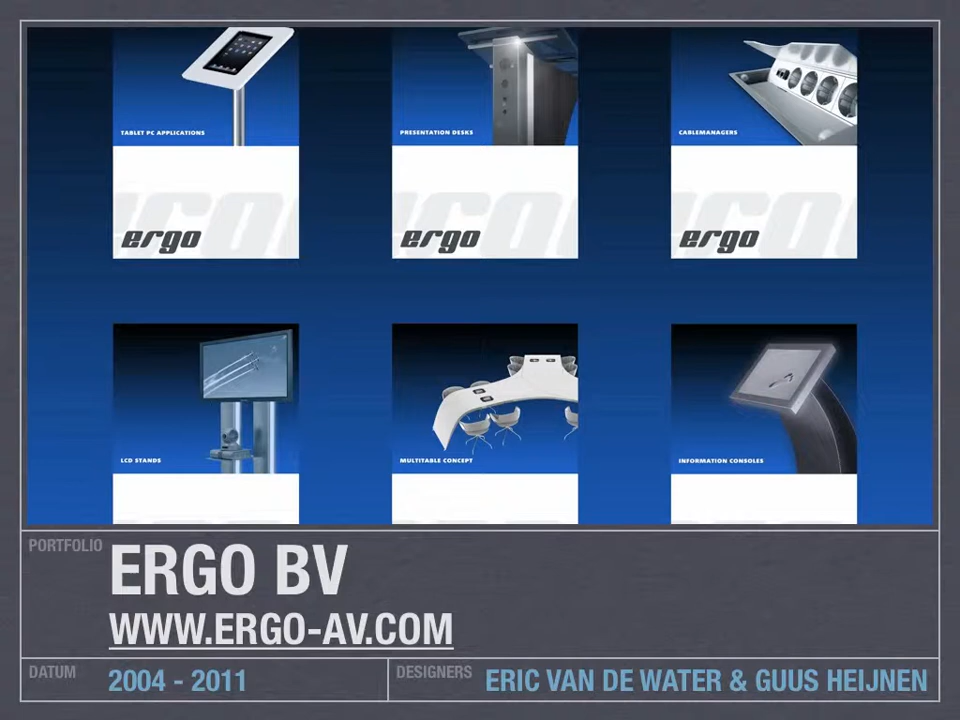 TABLET PC APPLICATIONS
PRESENTATION DESKS
CABLEMANAGERS
ergo
ergo
ergo
LCD STANDS
MULTITABLE CONCEPT
INFORMATION CONSOLES
PORTFOLIO
ERGO BV
WWW.ERGO-AV.COM
DATUM
2004 - 2011
DESIGNERS
ERIC VAN DE WATER & GUUS HEIJNEN